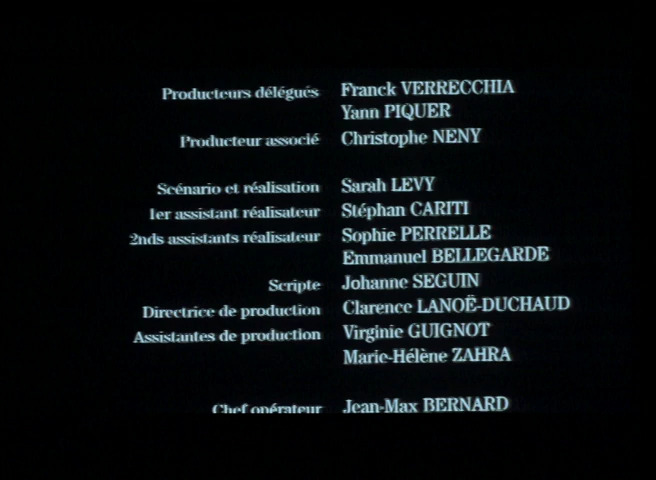 Producteurs délégués Franck VERRECCHIA
Yann PIQUER
Producteur associé Christophe NENY
Scénario et réalisation Sarah LEVY
1er assistant réalisateur Stéphan CARITI
2nds assistants réalisateur Sophie PERRELLE
Emmanuel BELLEGARDE
Scripte Johanne SEGUIN
Directrice de production Clarence LANOË-DUCHAUD
Assistantes de production Virginie GUIGNOT
Marie-Hélène ZAHRA
Chef opérateur Jean-Max BERNARD